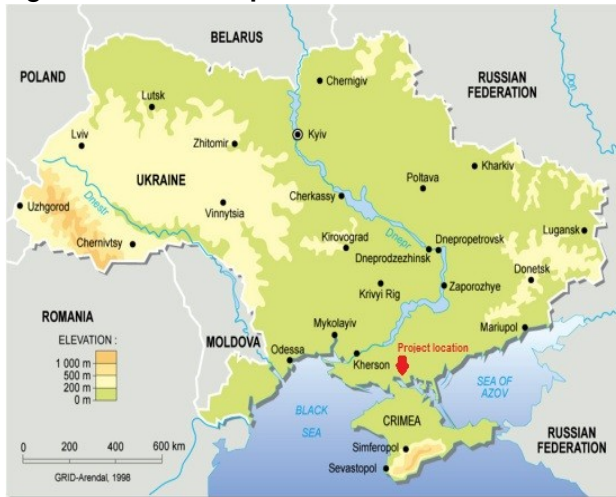 BELARUS
POLAND
RUSSIAN
FEDERATION
Chernigiv
Lutsk
Kyiv
Lviv
Zhitomir
Kharkiv
Poltava
UKRAINE
Cherkassy
Uzhgorod
Dnestr
Vinnytsia
Lugansk
Kirovograd
Dnepr
Dnepropetrovsk
Chernivtsy
Dneprodzezhinsk
Donetsk
Krivyi Rig
Zaporozhye
ROMANIA
Mykolayiv
Mariupol
ELEVATION :
MOLDOVA
Project location
1 000 m
500 m
200 m
0 m
Odessa
Kherson
SEA OF
AZOV
BLACK
SEA
CRIMEA
0 200 400 600 km
Simferopol
RUSSIAN
FEDERATION
GRID-Arendal, 1998
Sevastopol
Don